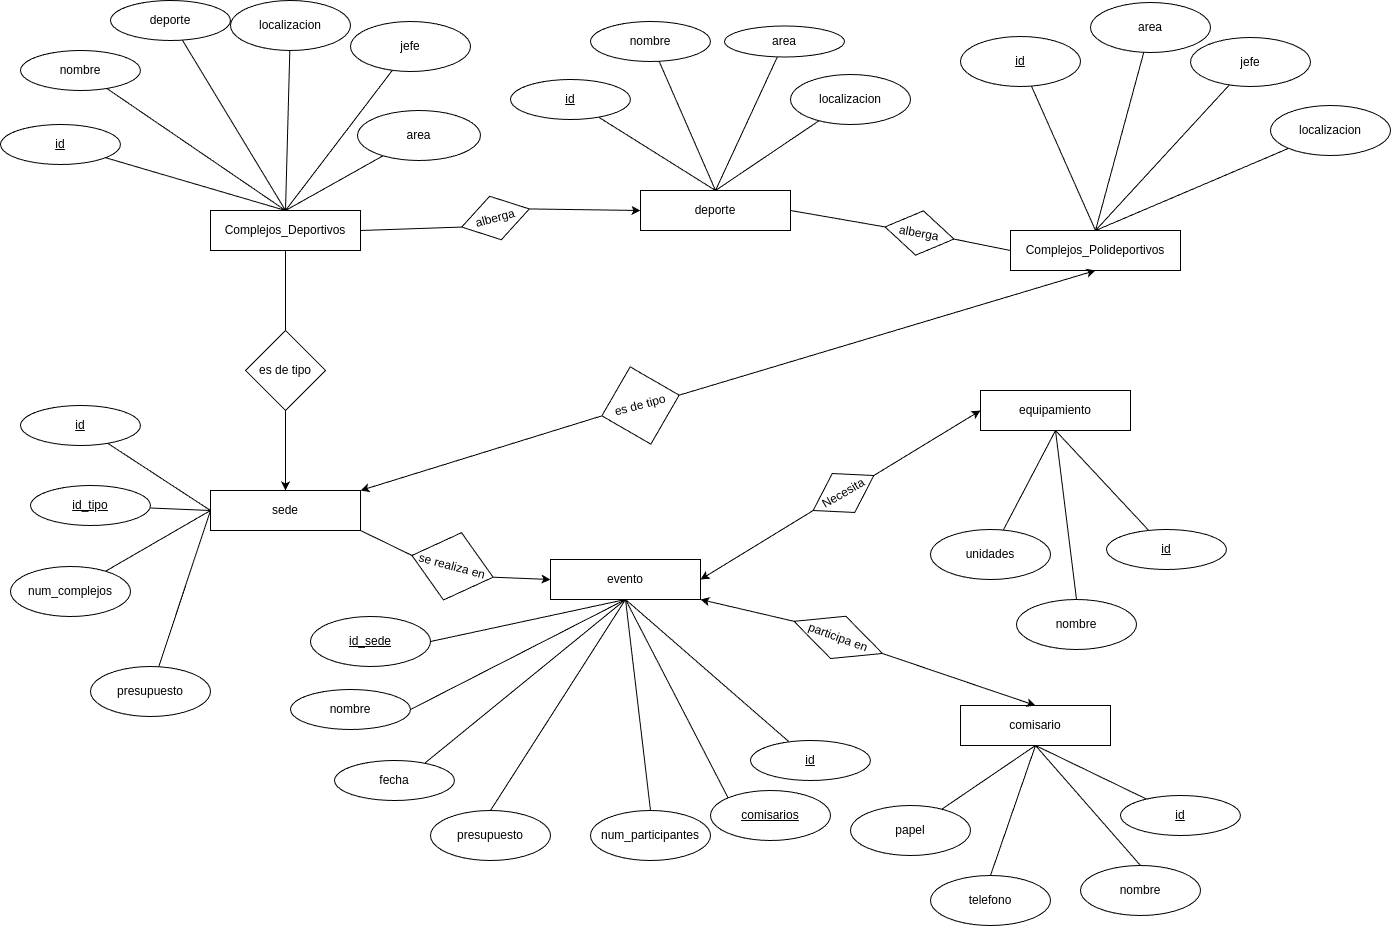 deporte
localizacion
nombre
jefe
id
area
Complejos_Deportivos
alberga
nombre
area
id
localizacion
deporte
alberga
id
area
jefe
localizacion
Complejos_Polideportivos
es de tipo
es de tipo
id
id_tipo
sede
num_complejos
presupuesto
se realiza en
evento
Necesita
equipamiento
unidades
id
nombre
participa en
id_sede
nombre
fecha
presupuesto
num_participantes
comisarios
id
comisario
papel
id
telefono
nombre